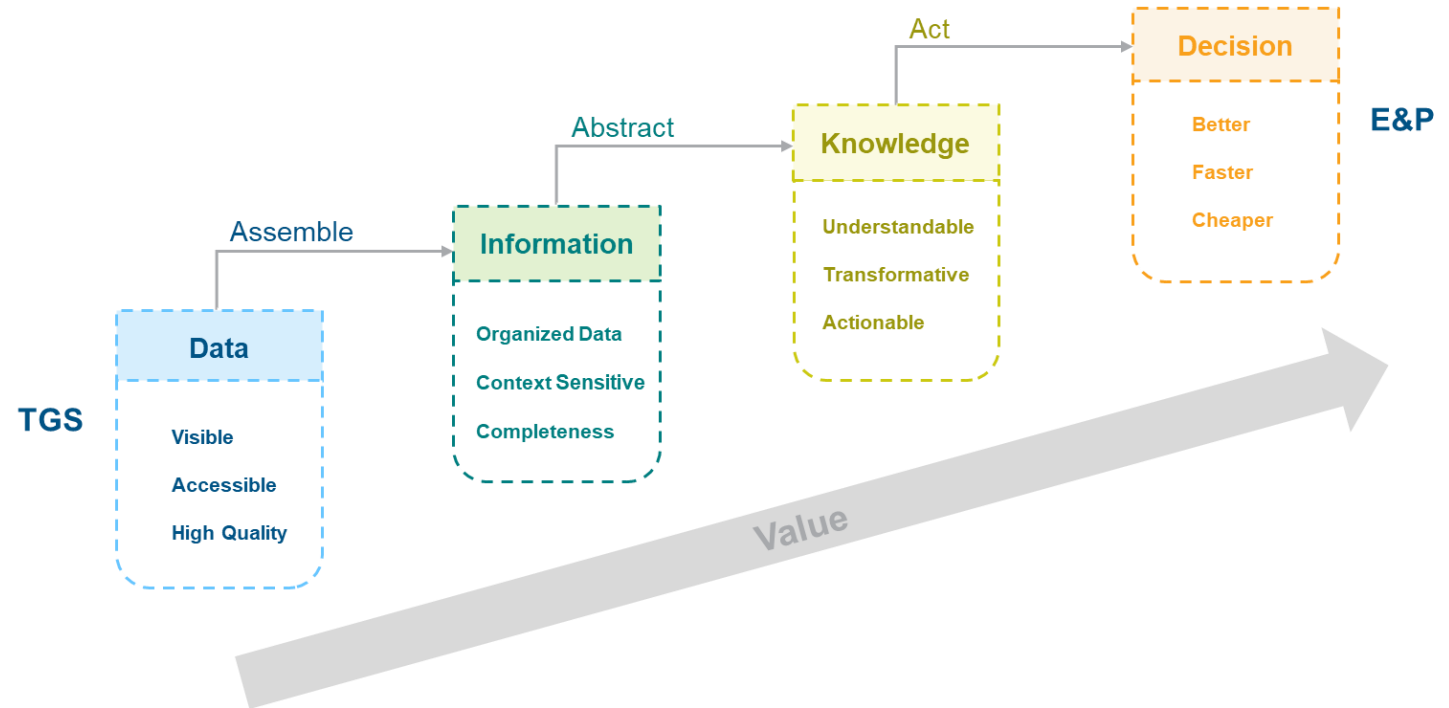 TGS
Data
Visible
Accessible
High Quality
Assemble
Information
Organized Data
Context Sensitive
Completeness
Abstract
Knowledge
Understandable
Transformative
Actionable
Act
Decision
Better
Faster
Cheaper
E&P
Value